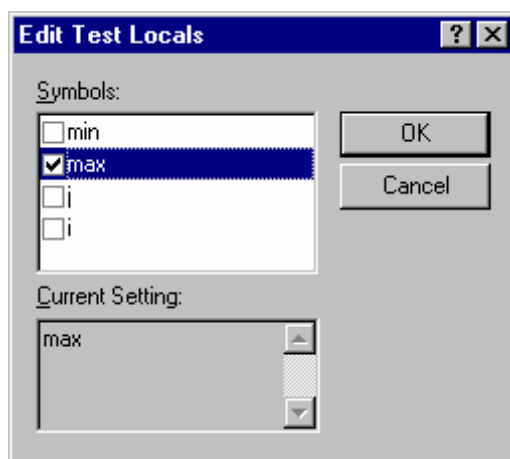 Edit Test Locals
Symbols:
min
max
OK
j
Cancel
i
Current Setting:
max